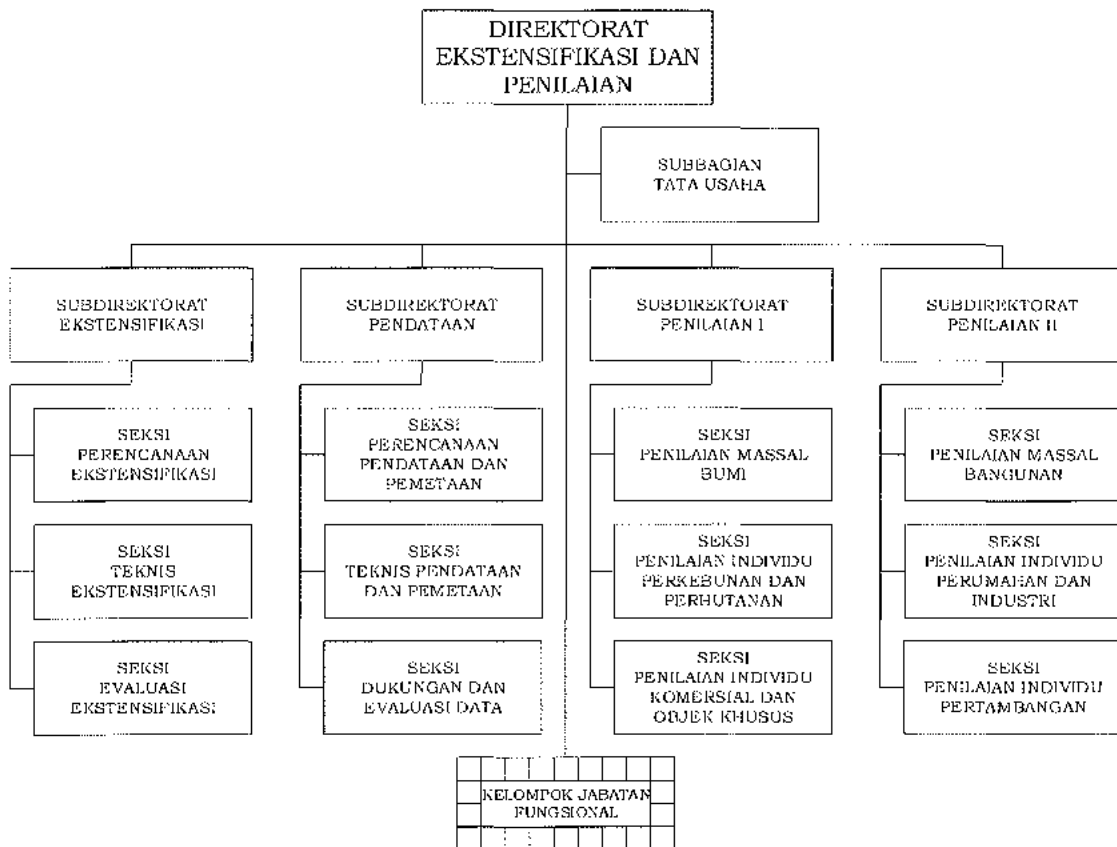 DIREKTORAT
EKSTENSIFIKASI DAN
PENILAIAN
SUBBAGIAN
TATA USAHA
SUBDIREKTORAT
EKSTENSIFIKASI
SUBDIREKTORAT
PENDATAAN
SUBDIREKTORAT
PENILAIAN I
SUBDIREKTORAT
PENILAIAN II
SEKSI
PERENCANAAN
EKSTENSIFIKASI
SEKSI
PERENCANAAN
PENDATAAN DAN
PEMETAAN
SEKSI
PENILAIAN MASSAL
BUMI
SEKSI
PENILAIAN MASSAL
BANGUNAN
SEKSI
TEKNIS
EKSTENSIFIKASI
SEKSI
TEKNIS PENDATAAN
DAN PEMETAAN
SEKSI
PENILAIAN INDIVIDU
PERKEBUNAN DAN
PERHUTANAN
SEKSI
PENILAIAN INDIVIDU
PERUMAHAN DAN
INDUSTRI
SEKSI
EVALUASI
EKSTENSIFIKASI
SEKSI
DUKUNGAN DAN
EVALUASI DATA
SEKSI
PENILAIAN INDIVIDU
KOMERSIAL DAN
OBJEK KHUSUS
SEKSI
PENILAIAN INDIVIDU
PERTAMBANGAN
KELOMPOK JABATAN
FUNGSIONAL